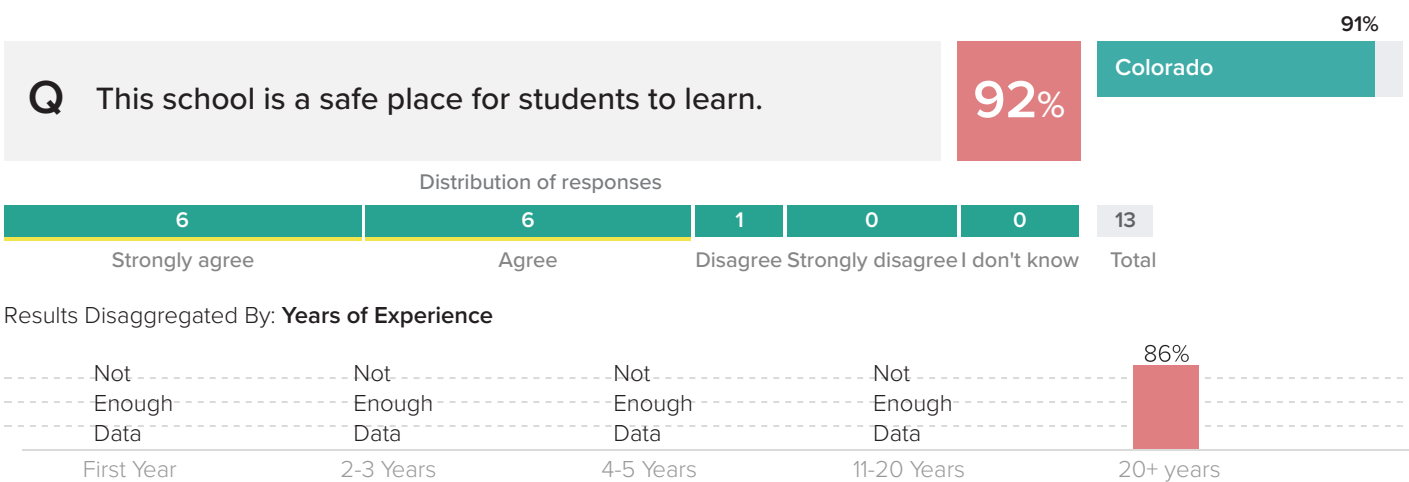 91%
Q This school is a safe place for students to learn.
92%
Colorado
Distribution of responses
6 6 1 0 0 13
Strongly agree Agree Disagree Strongly disagree I don't know Total
Results Disaggregated By: Years of Experience
86%
Not Not Not Not
Enough Enough Enough Enough
Data Data Data Data
First Year 2-3 Years 4-5 Years 11-20 Years 20+ years